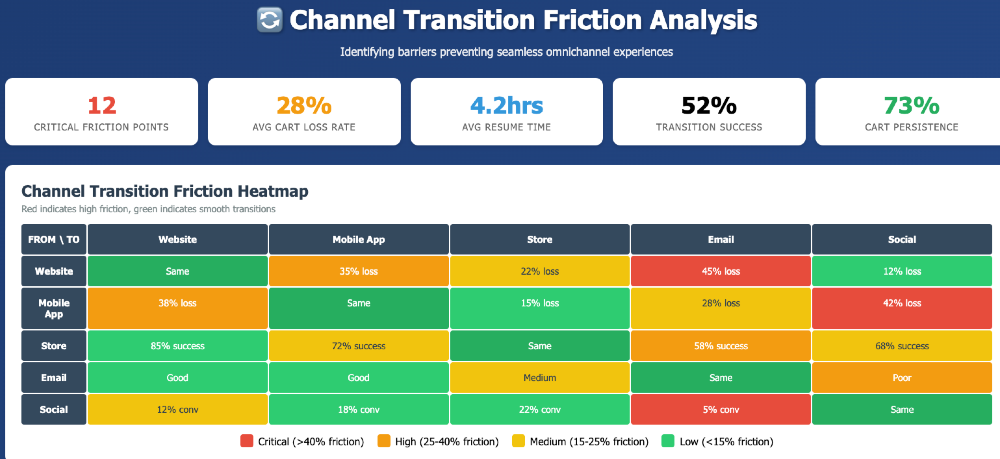 Channel Transition Friction Analysis
Identifying barriers preventing seamless omnichannel experiences
12
CRITICAL FRICTION POINTS
28%
AVG CART LOSS RATE
4.2hrs
AVG RESUME TIME
52%
TRANSITION SUCCESS
73%
CART PERSISTENCE
Channel Transition Friction Heatmap
Red indicates high friction, green indicates smooth transitions
FROM \ TO Website Mobile App Store Email Social
Website Same 35% loss 22% loss 45% loss 12% loss
Mobile App 38% loss Same 15% loss 28% loss 42% loss
Store 85% success 72% success Same 58% success 68% success
Email Good Good Medium Same Poor
Social 12% conv 18% conv 22% conv 5% conv Same
Critical (>40% friction) High (25-40% friction) Medium (15-25% friction) Low (<15% friction)